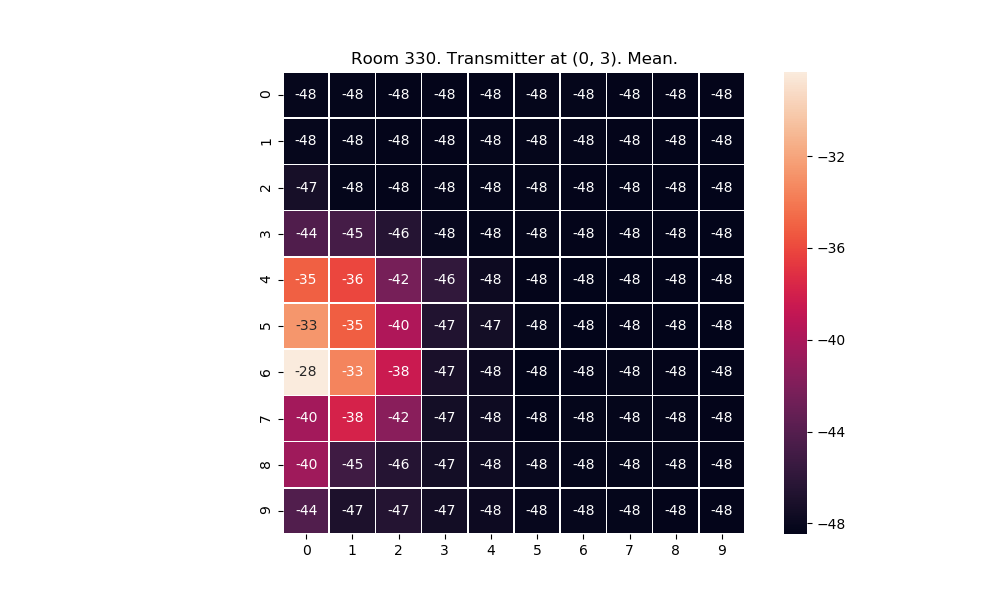 Room 330. Transmitter at (0, 3). Mean.
0 -48 -48 -48 -48 -48 -48 -48 -48 -48 -48
1 -48 -48 -48 -48 -48 -48 -48 -48 -48 -48
−32
2 -47 -48 -48 -48 -48 -48 -48 -48 -48 -48
3 -44 -45 -46 -48 -48 -48 -48 -48 -48 -48
−36
4 -35 -36 -42 -46 -48 -48 -48 -48 -48 -48
5 -33 -35 -40 -47 -47 -48 -48 -48 -48 -48
−40
6 -28 -33 -38 -47 -48 -48 -48 -48 -48 -48
7 -40 -38 -42 -47 -48 -48 -48 -48 -48 -48
−44
8 -40 -45 -46 -47 -48 -48 -48 -48 -48 -48
9 -44 -47 -47 -47 -48 -48 -48 -48 -48 -48
−48
0 1 2 3 4 5 6 7 8 9